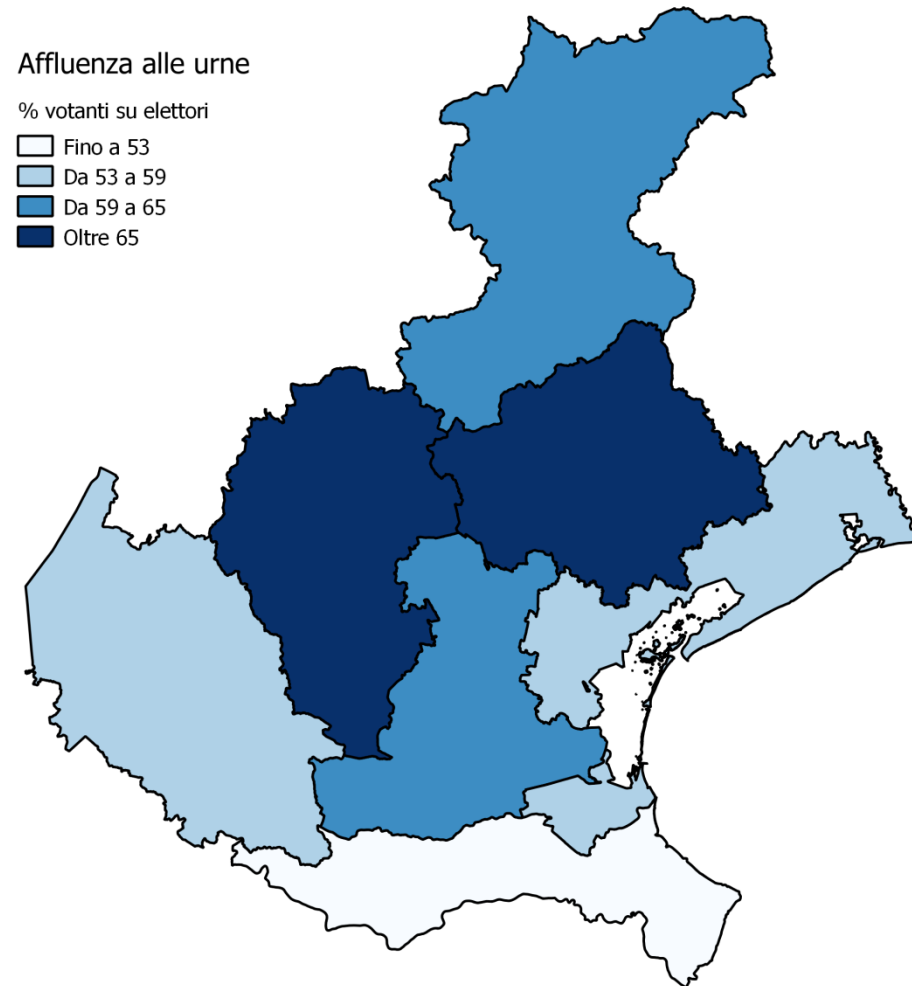 Affluenza alle urne
% votanti su elettori
Fino a 53
Da 53 a 59
Da 59 a 65
Oltre 65